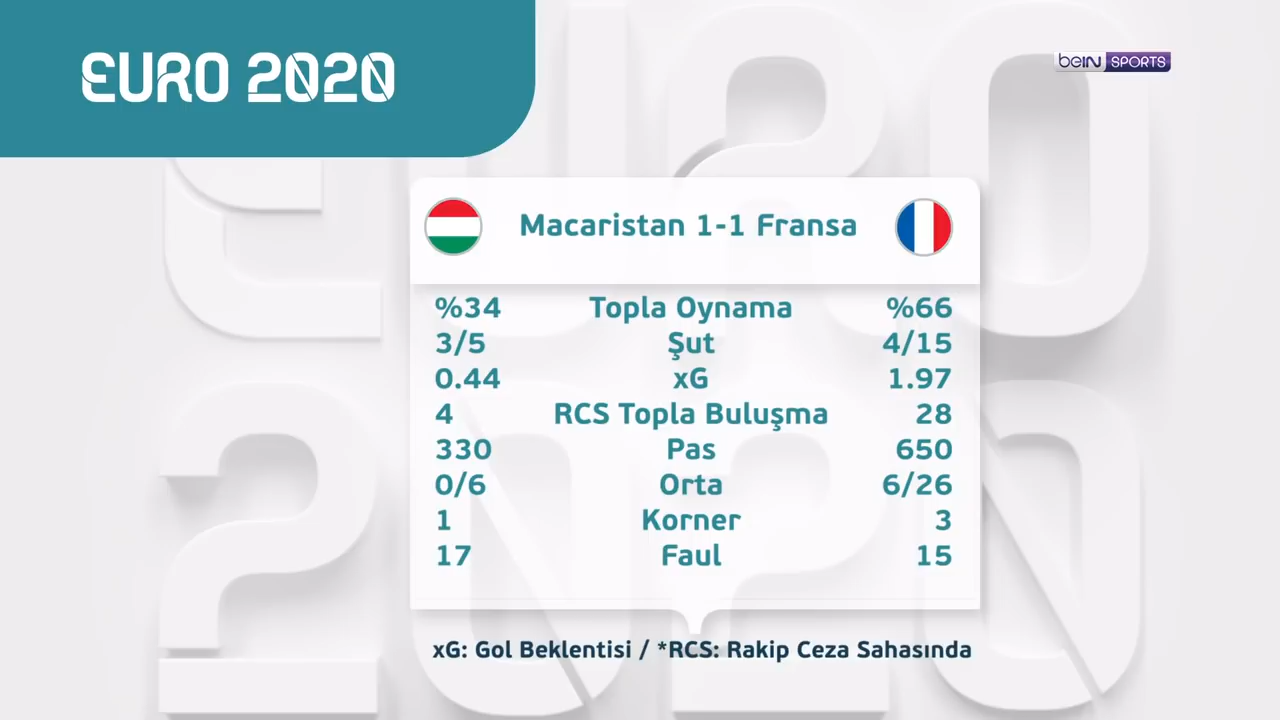 EURO 2020
beIN SPORTS
Macaristan 1-1 Fransa
%34 Topla Oynama %66
3/5 Şut 4/15
0.44 xG 1.97
4 RCS Topla Buluşma 28
330 Pas 650
0/6 Orta 6/26
1 Korner 3
17 Faul 15
xG: Gol Beklentisi / *RCS: Rakip Ceza Sahasında